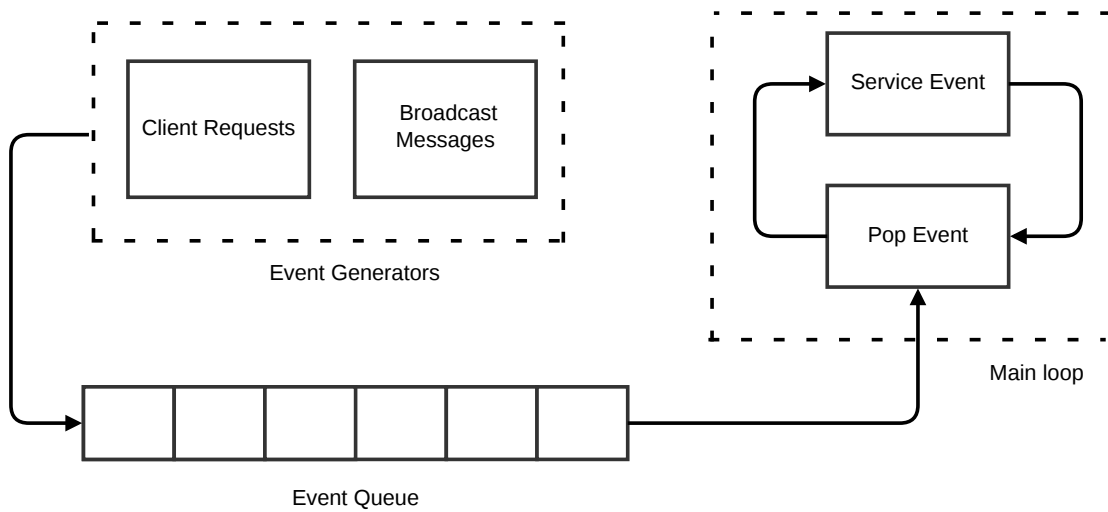 Client Requests
Broadcast
Messages
Event Generators
Service Event
Pop Event
Main loop
Event Queue